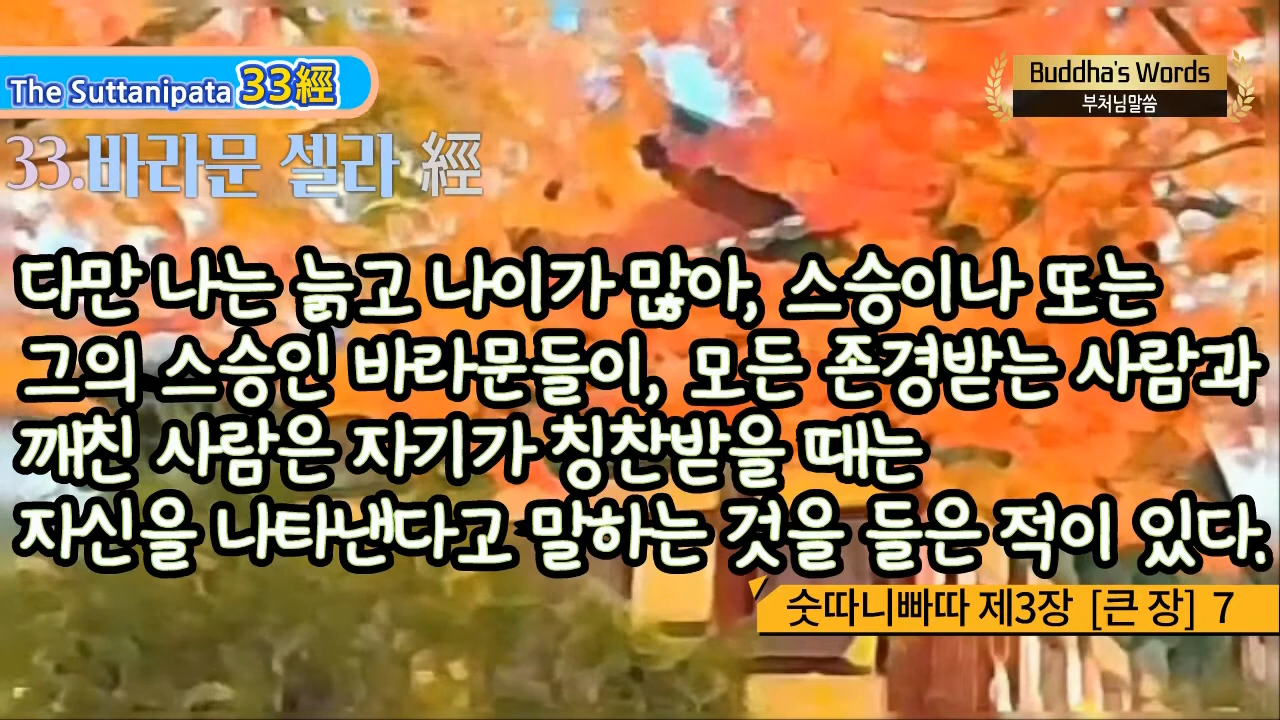 The Suttanipata 33經
Buddha's Words
부처님말씀
33.바라문 셀라 經
다만 나는 늙고 나이가 많아, 스승이나 또는
그의 스승인 바라문들이, 모든 존경받는 사람과
깨친 사람은 자기가 칭찬받을 때는
자신을 나타낸다고 말하는 것을 들은 적이 있다.
숫따니빠따 제3장 [큰 장] 7